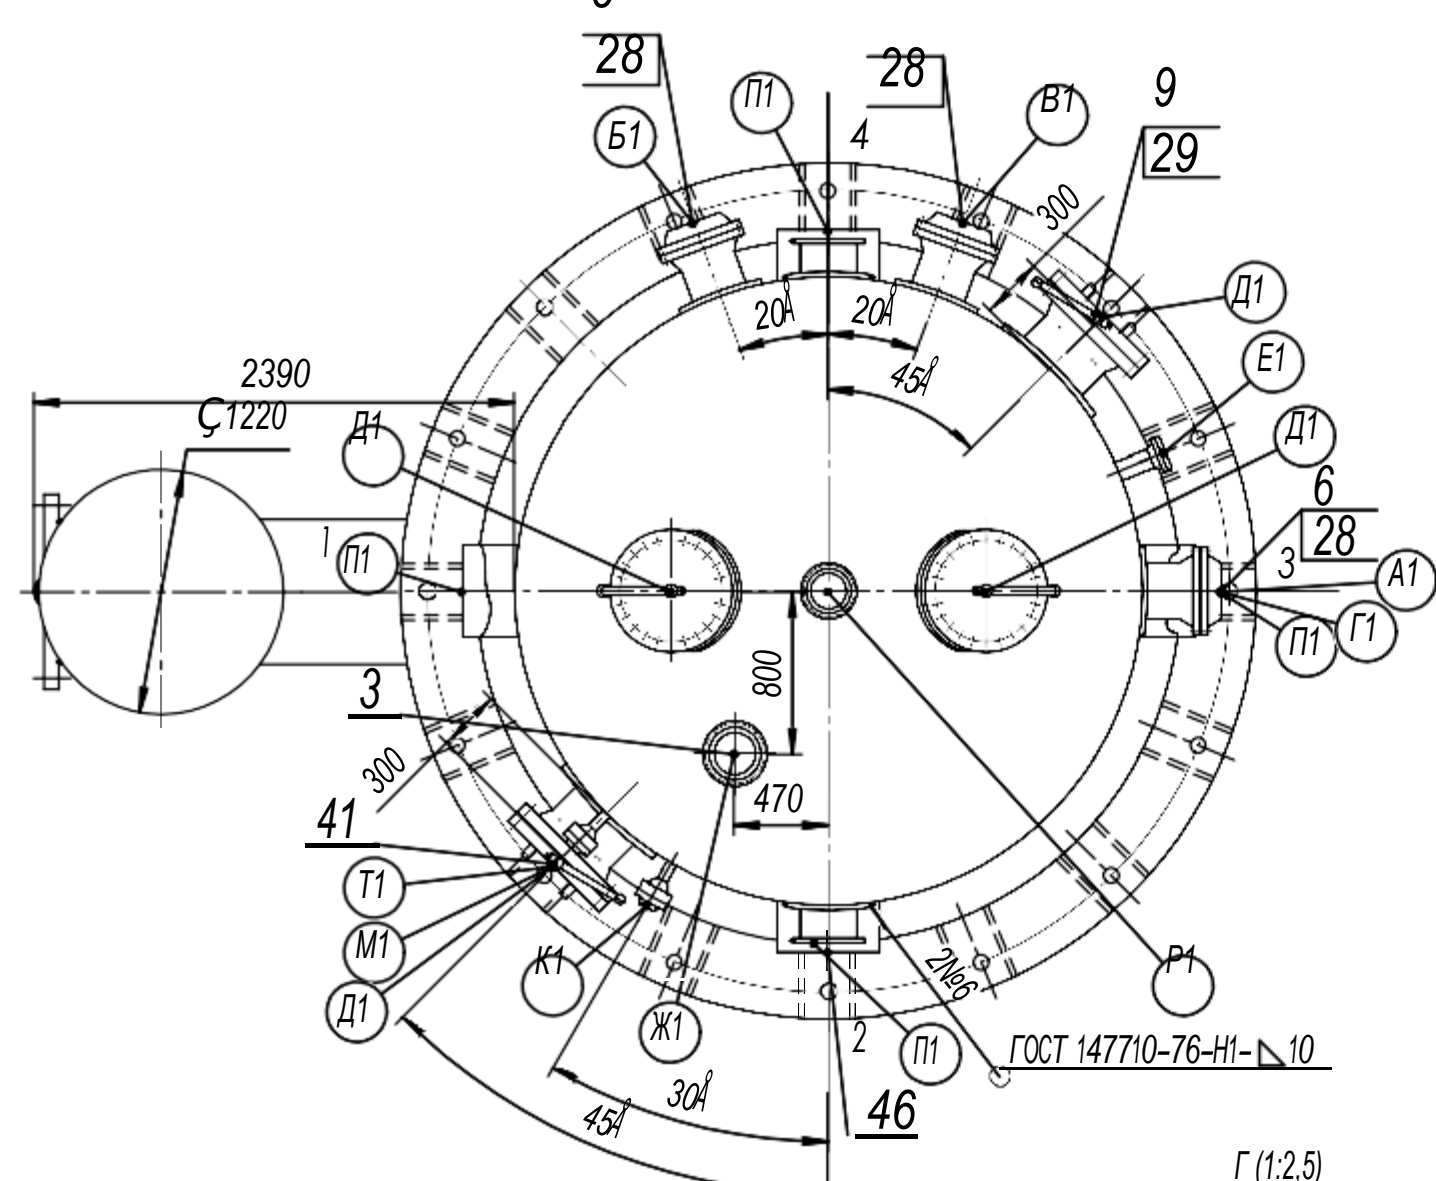 28
28
П1
В1
9
Б1
4
29
300
Д1
20Å
20Å
Е1
2390
45Å
Ç1220
Д1
Д1
6
1
28
П1
3
А1
П1
Г1
800
3
300
470
41
Т1
М1
К1
2№6
Р1
Д1
Ж1
2
П1
ГОСТ 147710-76-Н1- 10
30Å
45Å
46
Г (1:2,5)